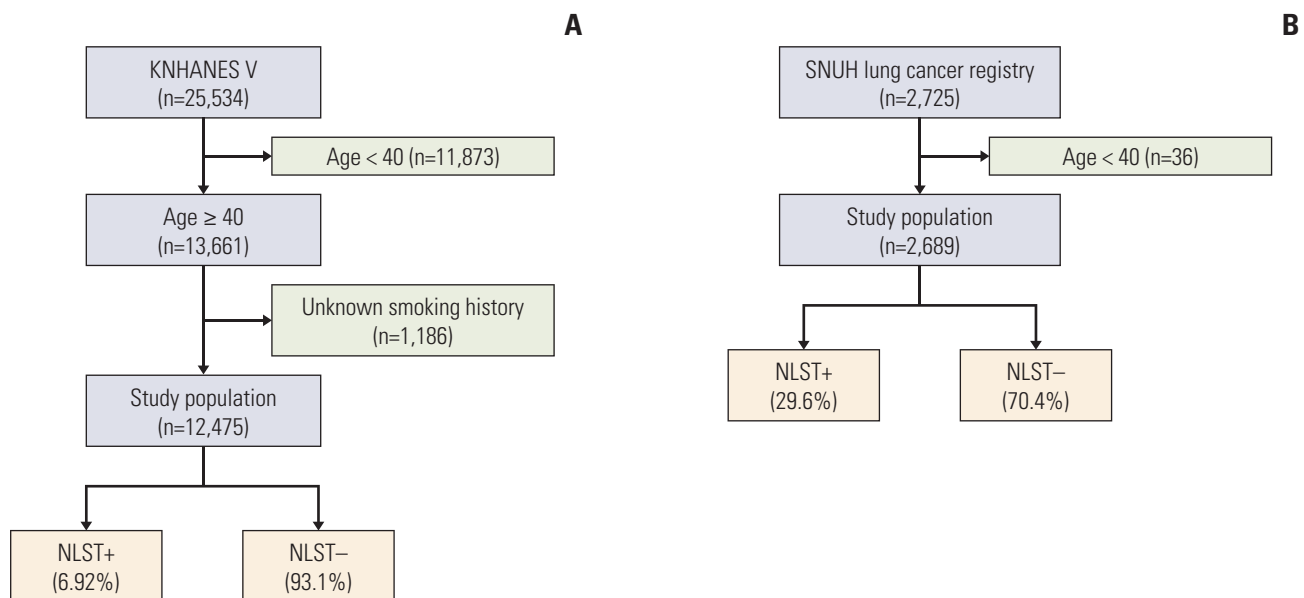 A
KNHANES V
(n=25,534)
Age < 40 (n=11,873)
Age ≥ 40
(n=13,661)
Unknown smoking history
(n=1,186)
Study population
(n=12,475)
NLST+
(6.92%)
NLST−
(93.1%)
B
SNUH lung cancer registry
(n=2,725)
Age < 40 (n=36)
Study population
(n=2,689)
NLST+
(29.6%)
NLST−
(70.4%)